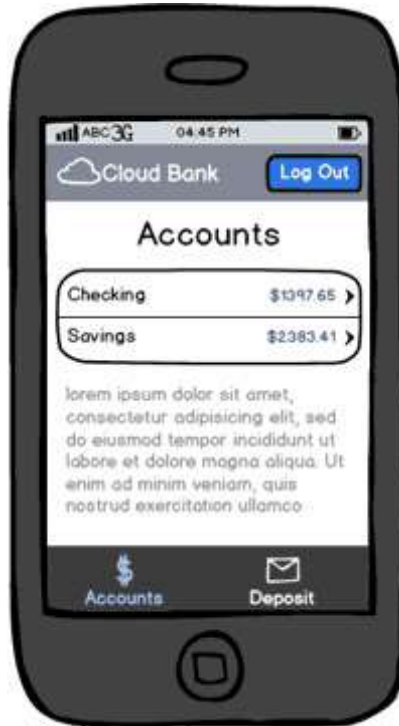 ABC 3G 04:45 PM
Cloud Bank Log Out
Accounts
Checking $1397.65
Savings $2383.41
lorem ipsum dolor sit amet,
consectetur adipisicing elit, sed
do eiusmod tempor incididunt ut
labore et dolore magna aliqua. Ut
enim ad minim veniam, quis
nostrud exercitation ullamco
$
Accounts Deposit